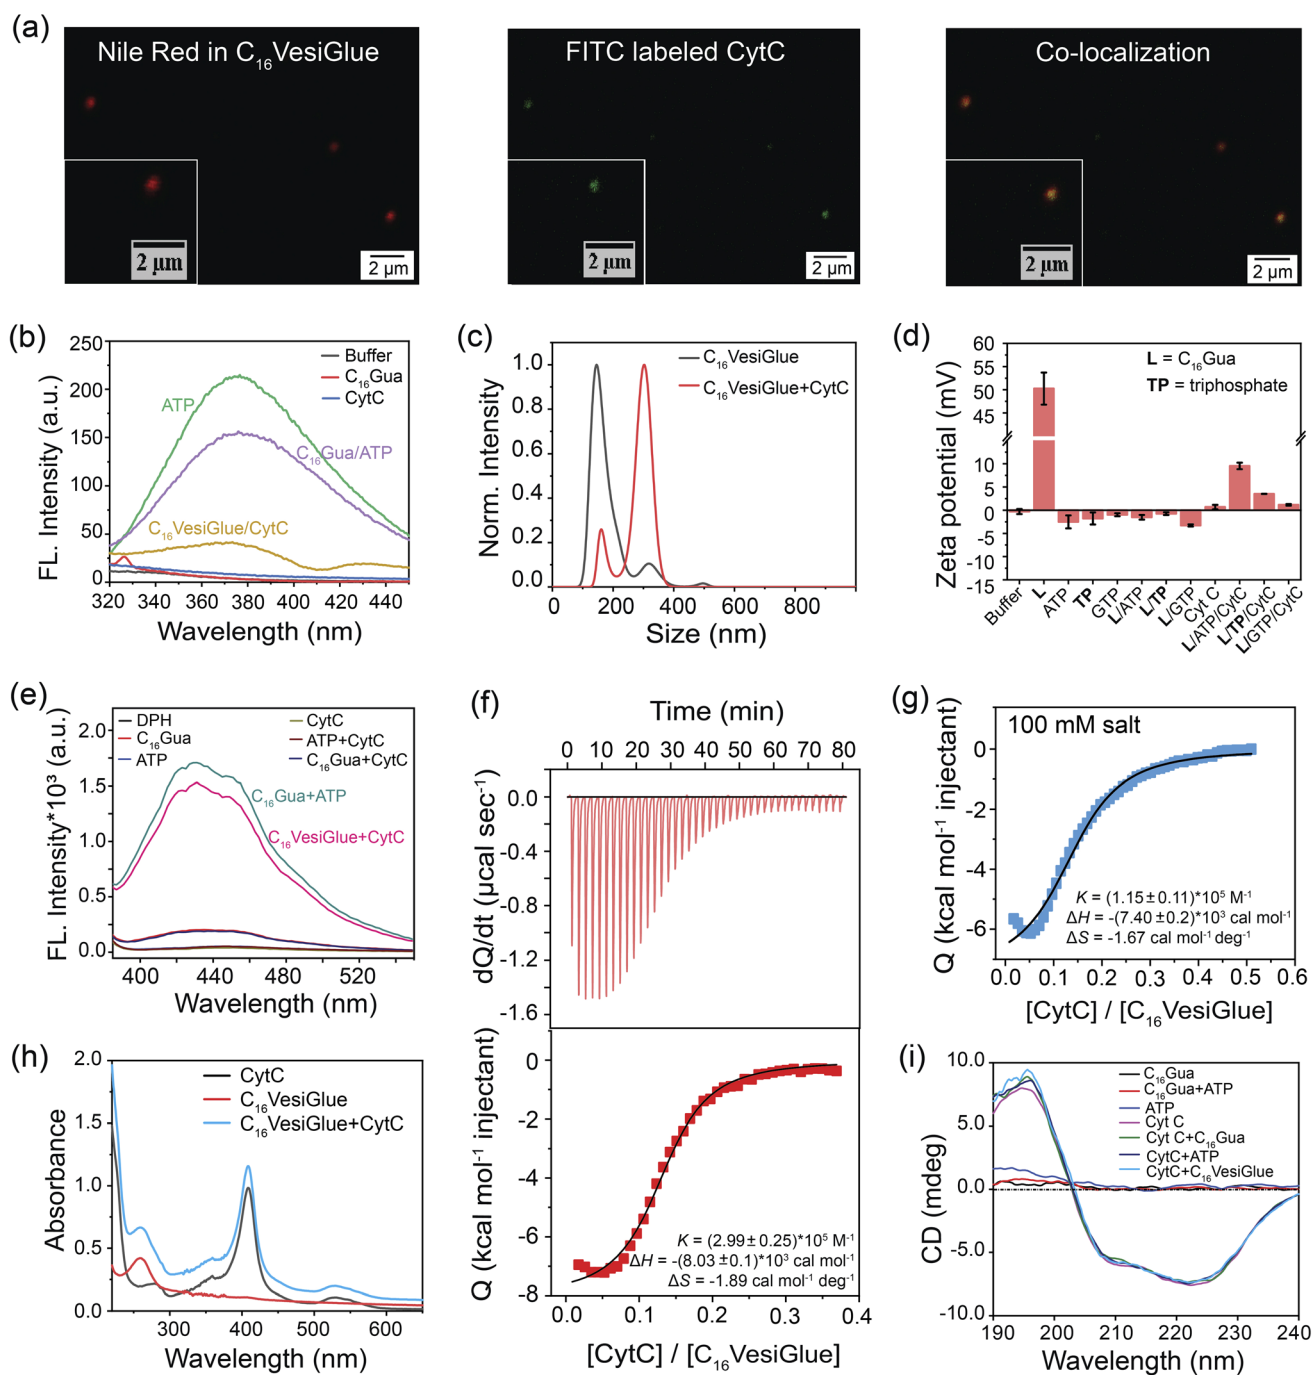 (a)
Nile Red in C16VesiGlue
2 µm
2 µm
FITC labeled CytC
2 µm
2 µm
Co-localization
2 µm
2 µm
(b)
250
200
150
100
50
0
320 340 360 380 400 420 440
Wavelength (nm)
FL. Intensity (a.u.)
Buffer
C16Gua
CytC
ATP
C16Gua/ATP
C16VesiGlue/CytC
(c)
1.0
0.8
0.6
0.4
0.2
0.0
0 200 400 600 800
Size (nm)
Norm. Intensity
C16VesiGlue
C16VesiGlue+CytC
(d)
60
55
50
45
10
5
0
-5
-10
-15
Zeta potential (mV)
L = C16Gua
TP = triphosphate
Buffer
L
ATP
TP
GTP
L/ATP
L/TP
L/GTP
Cyt C
L/ATP/CytC
L/TP/CytC
L/GTP/CytC
(e)
2.0
1.5
1.0
0.5
0.0
400 440 480 520
Wavelength (nm)
FL. Intensity*10³ (a.u.)
DPH
C16Gua
ATP
CytC
ATP+CytC
C16Gua+CytC
C16Gua+ATP
C16VesiGlue+CytC
(f)
Time (min)
0 10 20 30 40 50 60 70 80
0.0
-0.4
-0.8
-1.2
-1.6
dQ/dt (µcal sec-1)
0
-2
-4
-6
-8
Q (kcal mol-1 injectant)
K = (2.99±0.25)*10⁵ M-1
ΔH = -(8.03±0.1)*10³ cal mol-1
ΔS = -1.89 cal mol-1 deg-1
0.0 0.1 0.2 0.3 0.4
[CytC] / [C16VesiGlue]
(g)
100 mM salt
0
-2
-4
-6
Q (kcal mol-1 injectant)
K = (1.15±0.11)*10⁵ M-1
ΔH = -(7.40±0.2)*10³ cal mol-1
ΔS = -1.67 cal mol-1 deg-1
0.0 0.1 0.2 0.3 0.4 0.5 0.6
[CytC] / [C16VesiGlue]
(h)
2.0
1.5
1.0
0.5
0.0
300 400 500 600
Wavelength (nm)
Absorbance
CytC
C16VesiGlue
C16VesiGlue+CytC
(i)
10.0
5.0
0.0
-5.0
-10.0
190 200 210 220 230 240
Wavelength (nm)
CD (mdeg)
C16Gua
C16Gua+ATP
ATP
Cyt C
Cyt C+C16Gua
CytC+ATP
CytC+C16VesiGlue